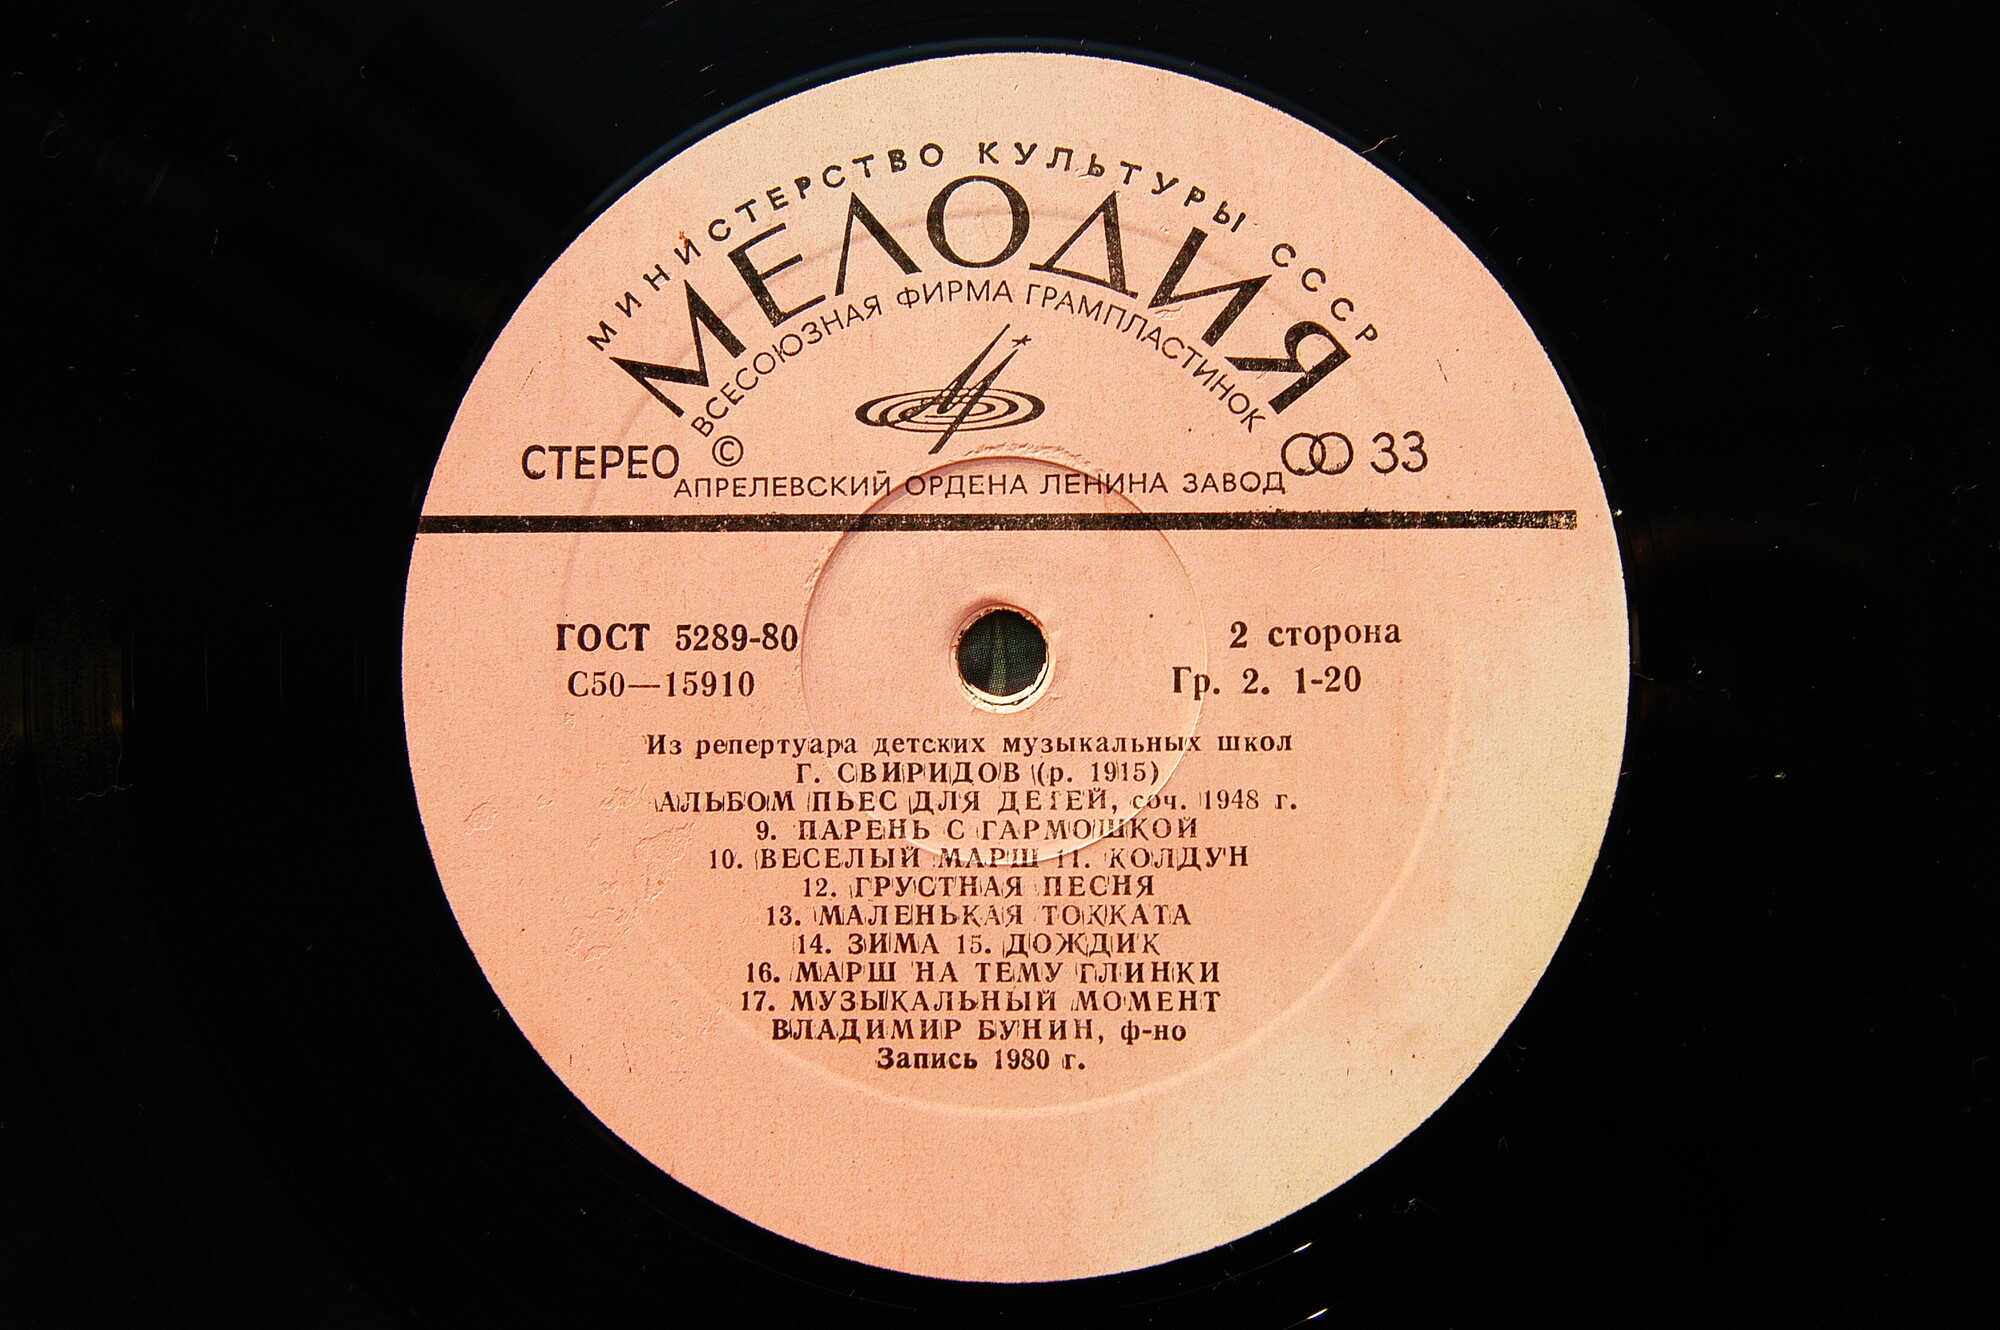 МИНИСТЕРСТВО КУЛЬТУРЫ СССР
МЕЛОДИЯ
ВСЕСОЮЗНАЯ ФИРМА ГРАМПЛАСТИНОК
СТЕРЕО © 33
АПРЕЛЕВСКИЙ ОРДЕНА ЛЕНИНА ЗАВОД
ГОСТ 5289-80 2 сторона
С50—15910 Гр. 2. 1-20
Из репертуара детских музыкальных школ
Г. СВИРИДОВ (р. 1915)
АЛЬБОМ ПЬЕС ДЛЯ ДЕТЕЙ, соч. 1948 г.
9. ПАРЕНЬ С ГАРМОШКОЙ
10. ВЕСЕЛЫЙ МАРШ 11. КОЛДУН
12. ГРУСТНАЯ ПЕСНЯ
13. МАЛЕНЬКАЯ ТОККАТА
14. ЗИМА 15. ДОЖДИК
16. МАРШ НА ТЕМУ ГЛИНКИ
17. МУЗЫКАЛЬНЫЙ МОМЕНТ
ВЛАДИМИР БУНИН, ф-но
Запись 1980 г.